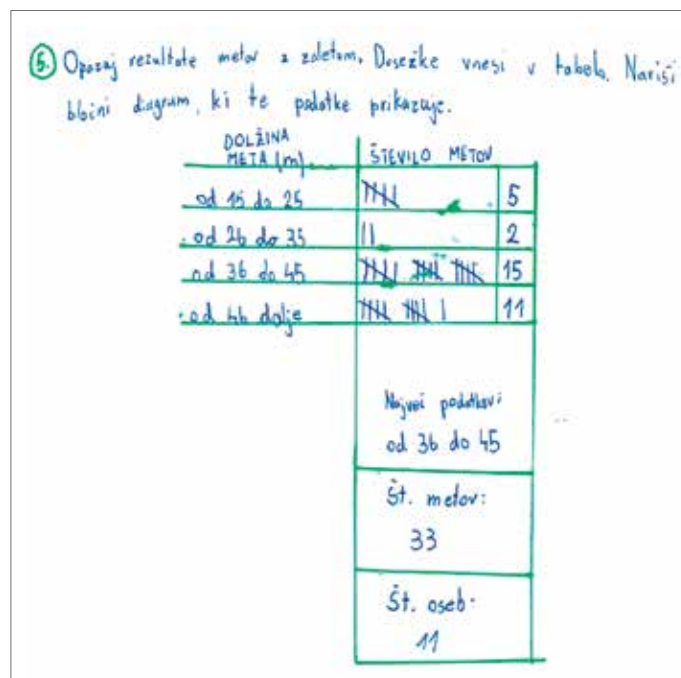 5. Opazuj rezultate metov z zaletom. Dosežke vnesi v tabelo. Nariši
bločni diagram, ki te podatke prikazuje.
DOLŽINA
META (m) ŠTEVILO METOV
od 15 do 25 5
od 26 do 35 2
od 36 do 45 15
od 46 dalje 11
Največ podatkov:
od 36 do 45
Št. metov:
33
Št. oseb:
11